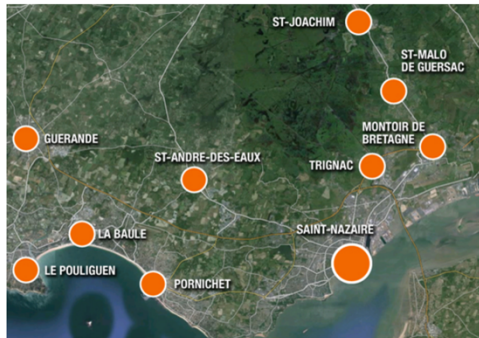 ST-JOACHIM
ST-MALO
DE GUERSAC
MONTOIR DE
BRETAGNE
GUERANDE
ST-ANDRE-DES-EAUX
TRIGNAC
SAINT-NAZAIRE
LA BAULE
LE POULIGUEN
PORNICHET